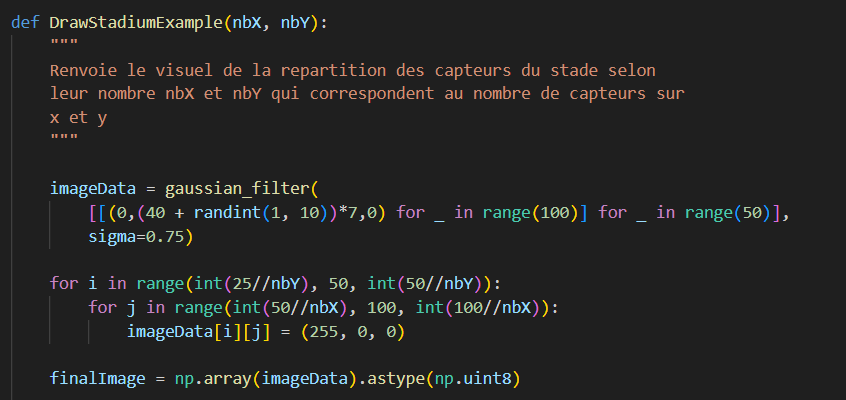 def DrawStadiumExample(nbX, nbY):
"""
Renvoie le visuel de la repartition des capteurs du stade selon
leur nombre nbX et nbY qui correspondent au nombre de capteurs sur
x et y
"""
imageData = gaussian_filter(
[[(0,(40 + randint(1, 10))*7,0) for _ in range(100)] for _ in range(50)],
sigma=0.75)
for i in range(int(25//nbY), 50, int(50//nbY)):
for j in range(int(50//nbX), 100, int(100//nbX)):
imageData[i][j] = (255, 0, 0)
finalImage = np.array(imageData).astype(np.uint8)